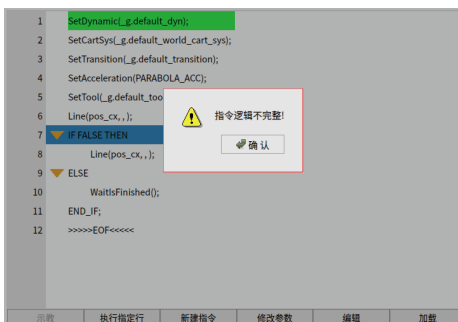 1 SetDynamic(_g.default_dyn);
2 SetCartSys(_g.default_world_cart_sys);
3 SetTransition(_g.default_transition);
4 SetAcceleration(PARABOLA_ACC);
5 SetTool(_g.default_too
6 Line(pos_cx,,);
7 IF FALSE THEN
8 Line(pos_cx,,);
9 ELSE
10 WaitIsFinished();
11 END_IF;
12 >>>>>EOF<<<<<
指令逻辑不完整!
确认
示教 执行指定行 新建指令 修改参数 编辑 加载